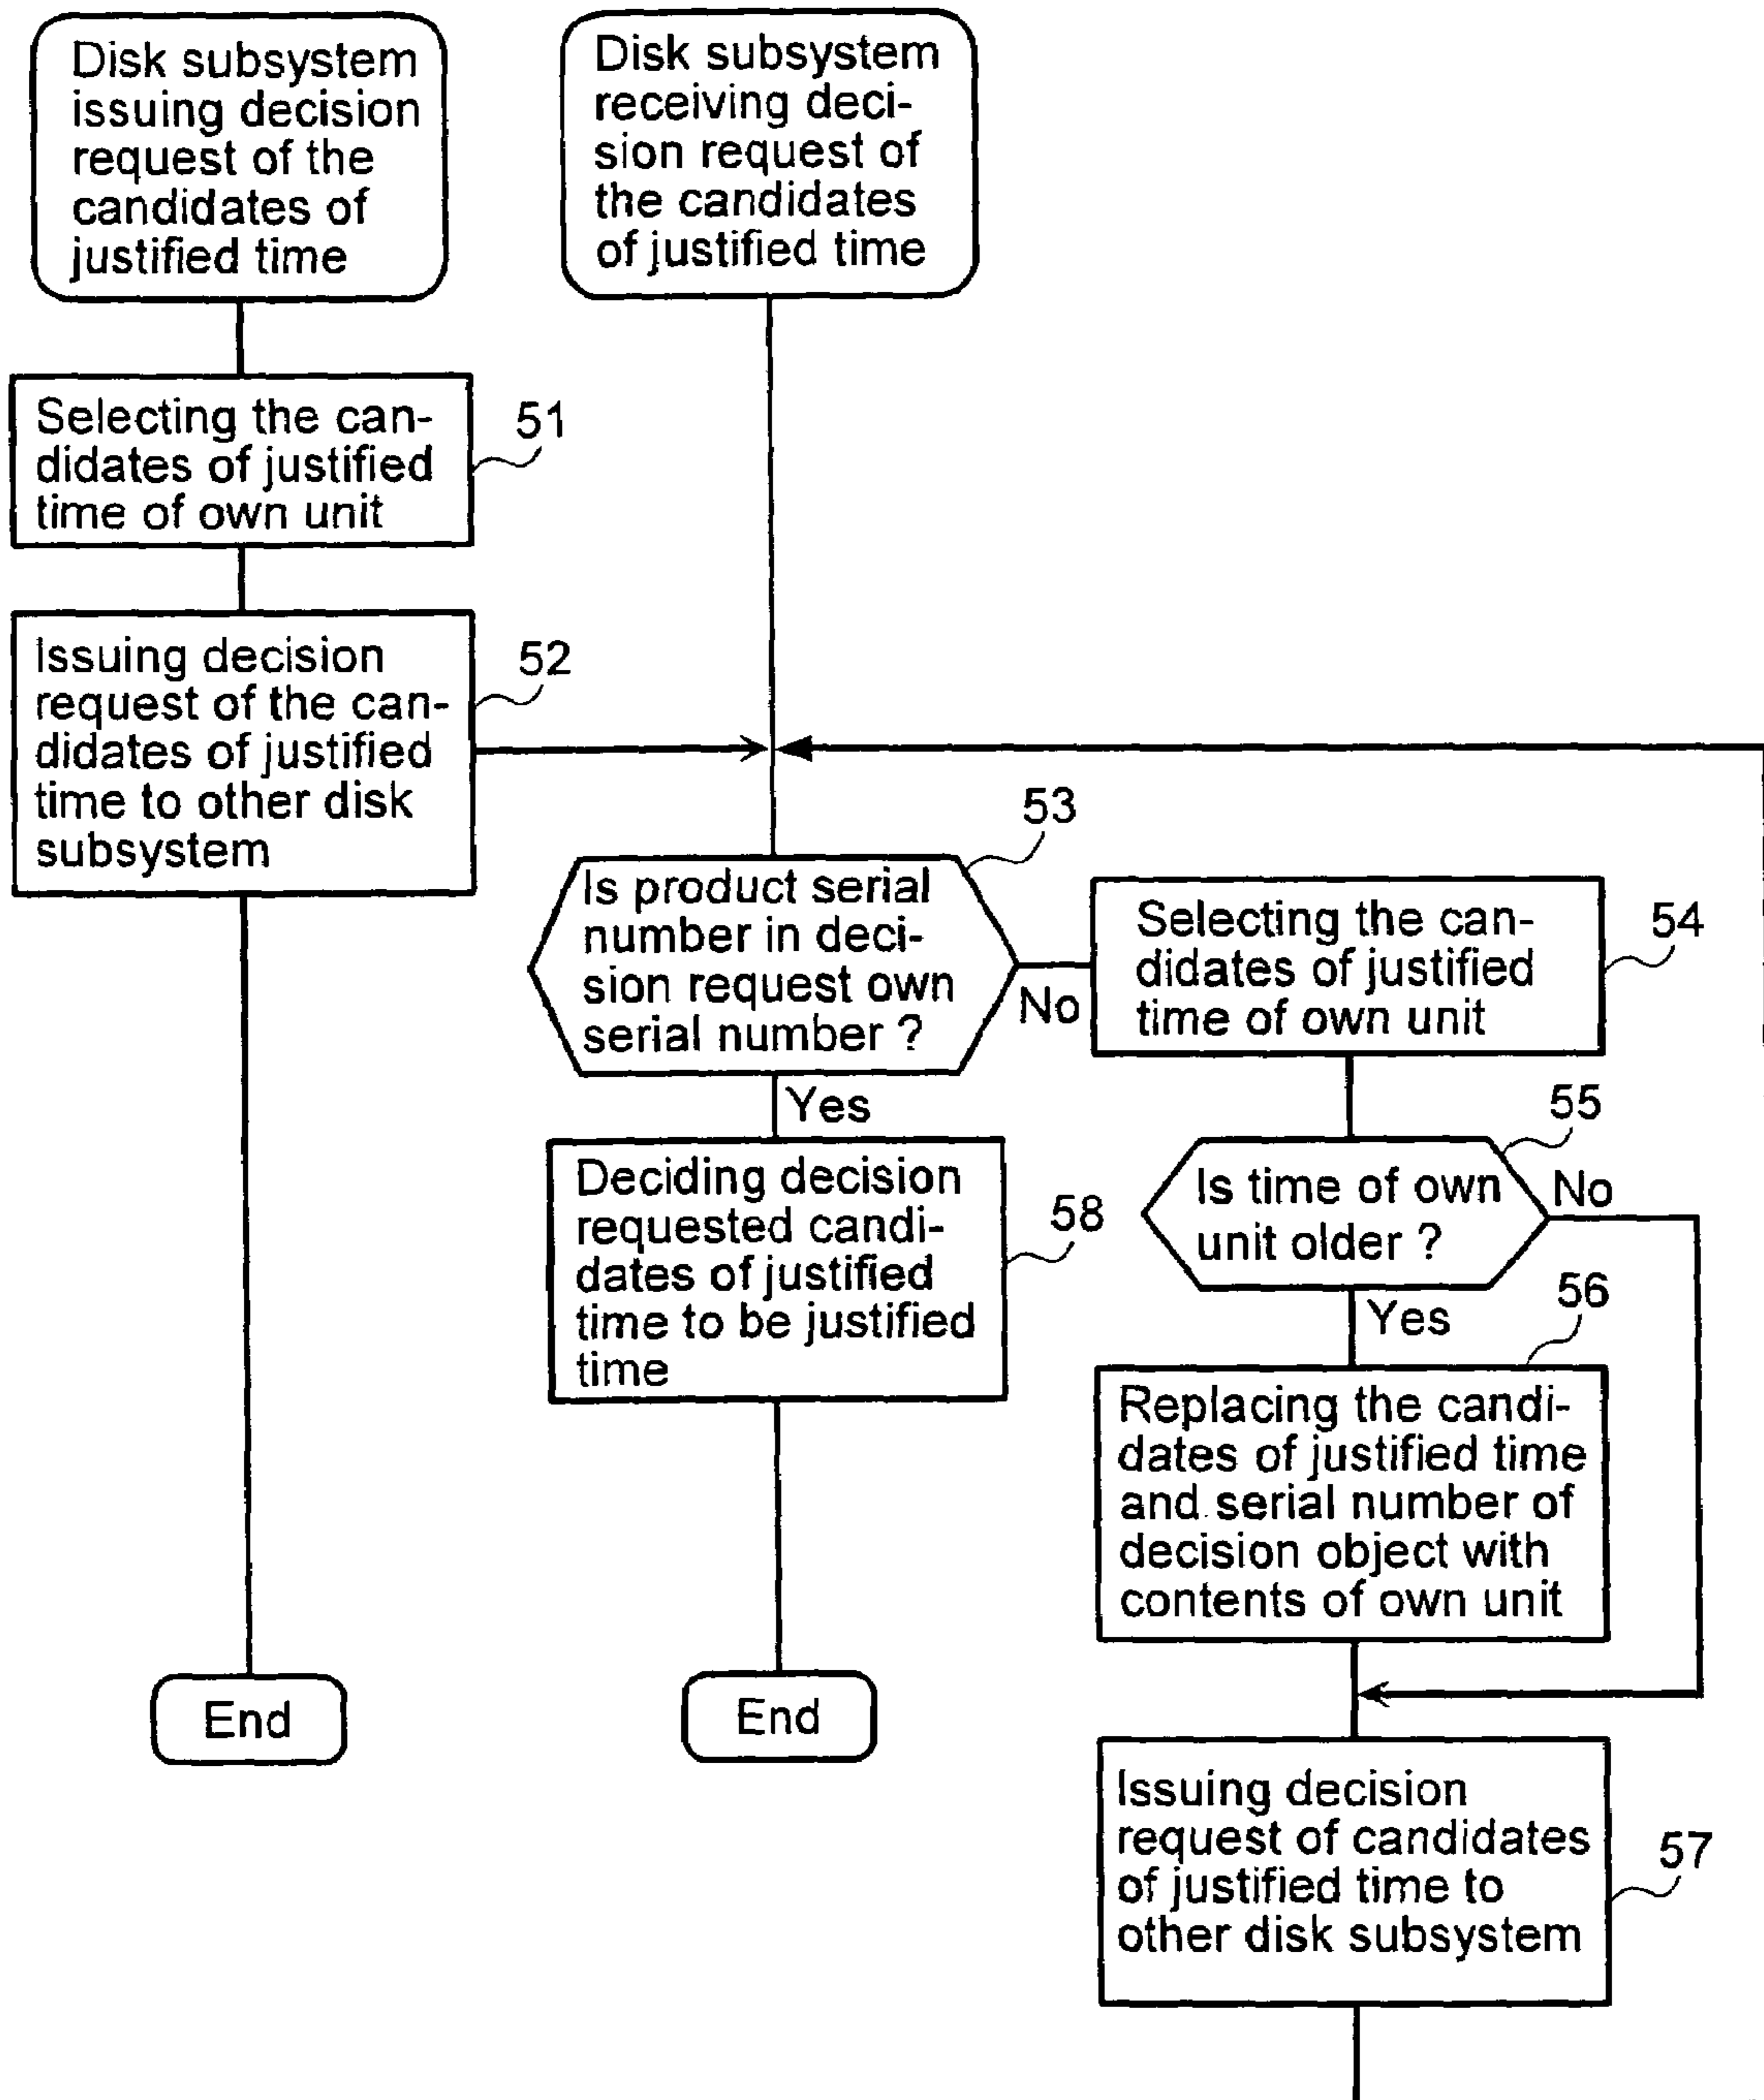 Disk subsystem
issuing decision
request of the
candidates of
justified time
Disk subsystem
receiving deci-
sion request of
the candidates
of justified time
Selecting the can-
didates of justified
time of own unit
51
Issuing decision
request of the can-
didates of justified
time to other disk
subsystem
52
53
Is product serial
number in deci-
sion request own
serial number ?
No
Yes
Selecting the can-
didates of justified
time of own unit
54
55
Is time of own
unit older ?
No
Yes
Deciding decision
requested candi-
dates of justified
time to be justified
time
58
56
Replacing the candi-
dates of justified time
and serial number of
decision object with
contents of own unit
End
End
Issuing decision
request of candidates
of justified time to
other disk subsystem
57